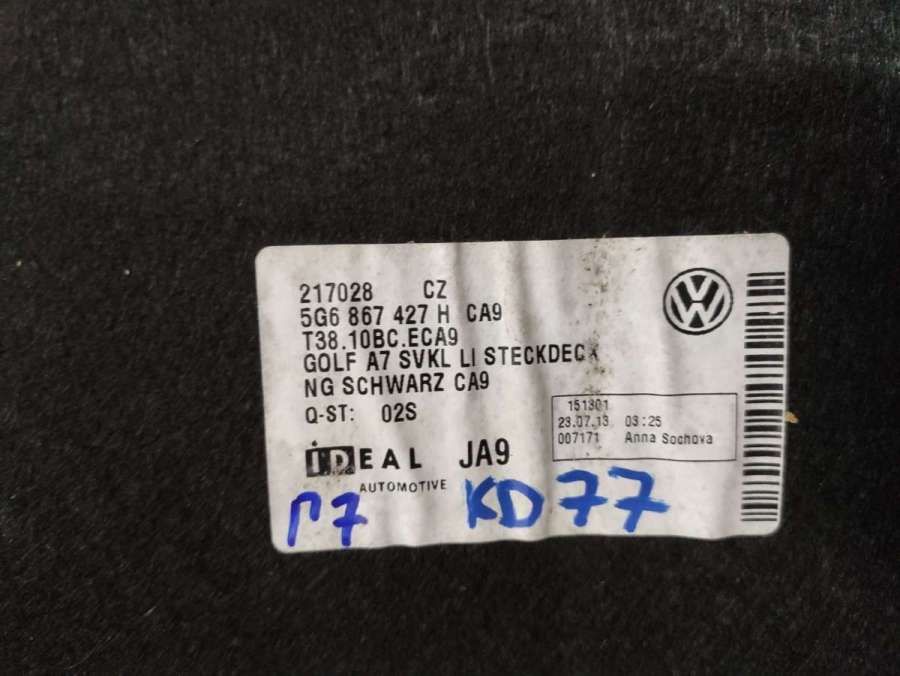 217028 CZ
5G6 867 427 H CA9
T38.10BC.ECA9
GOLF A7 SVKL LI STECKDECK
NG SCHWARZ CA9
Q-ST: 02S
151301
23.07.13 03:25
007171 Anna Sochova
IDEAL JA9
AUTOMOTIVE
П7 KD77